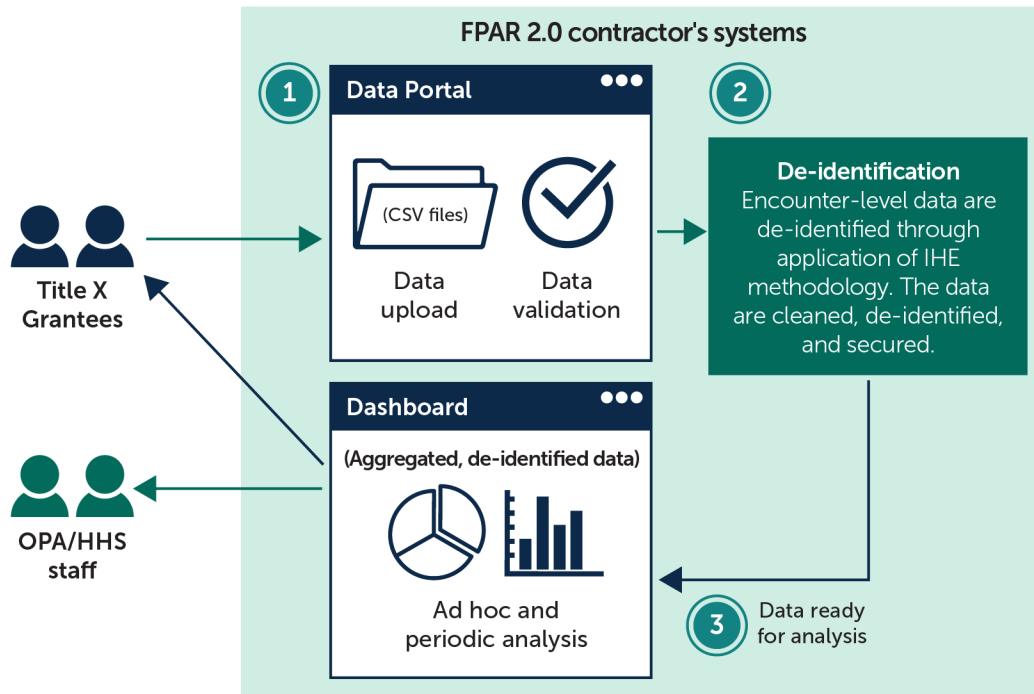 FPAR 2.0 contractor's systems
1
Data Portal
2
(CSV files)
Data
upload
Data
validation
De-identification
Encounter-level data are
de-identified through
application of IHE
methodology. The data
are cleaned, de-identified,
and secured.
Title X
Grantees
Dashboard
(Aggregated, de-identified data)
Ad hoc and
periodic analysis
OPA/HHS
staff
3
Data ready
for analysis